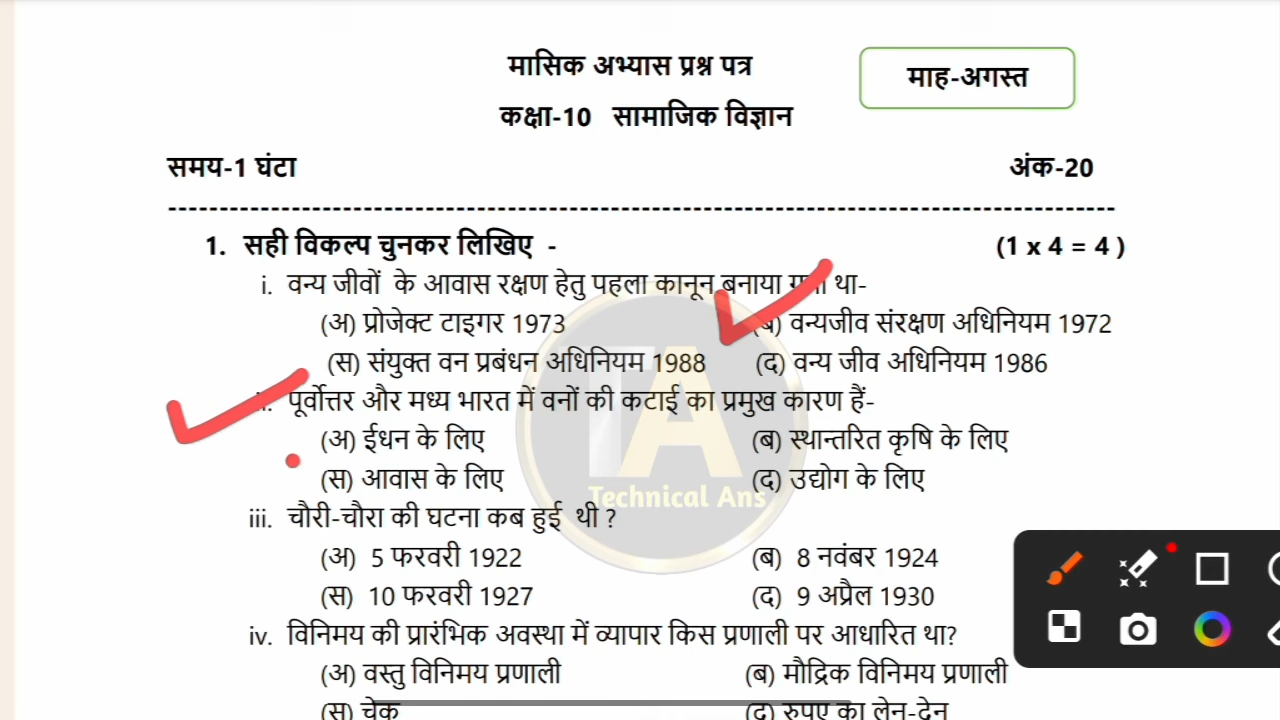 मासिक अभ्यास प्रश्न पत्र
माह-अगस्त
कक्षा-10 सामाजिक विज्ञान
समय-1 घंटा अंक-20
1. सही विकल्प चुनकर लिखिए - (1 x 4 = 4 )
i. वन्य जीवों के आवास रक्षण हेतु पहला कानून बनाया गया था-
(अ) प्रोजेक्ट टाइगर 1973 (ब) वन्यजीव संरक्षण अधिनियम 1972
(स) संयुक्त वन प्रबंधन अधिनियम 1988 (द) वन्य जीव अधिनियम 1986
ii. पूर्वोत्तर और मध्य भारत में वनों की कटाई का प्रमुख कारण हैं-
(अ) ईधन के लिए (ब) स्थान्तरित कृषि के लिए
(स) आवास के लिए (द) उद्योग के लिए
TA
Technical Ans
iii. चौरी-चौरा की घटना कब हुई थी ?
(अ) 5 फरवरी 1922 (ब) 8 नवंबर 1924
(स) 10 फरवरी 1927 (द) 9 अप्रैल 1930
iv. विनिमय की प्रारंभिक अवस्था में व्यापार किस प्रणाली पर आधारित था?
(अ) वस्तु विनिमय प्रणाली (ब) मौद्रिक विनिमय प्रणाली
(स) चेक (द) रुपए का लेन-देन